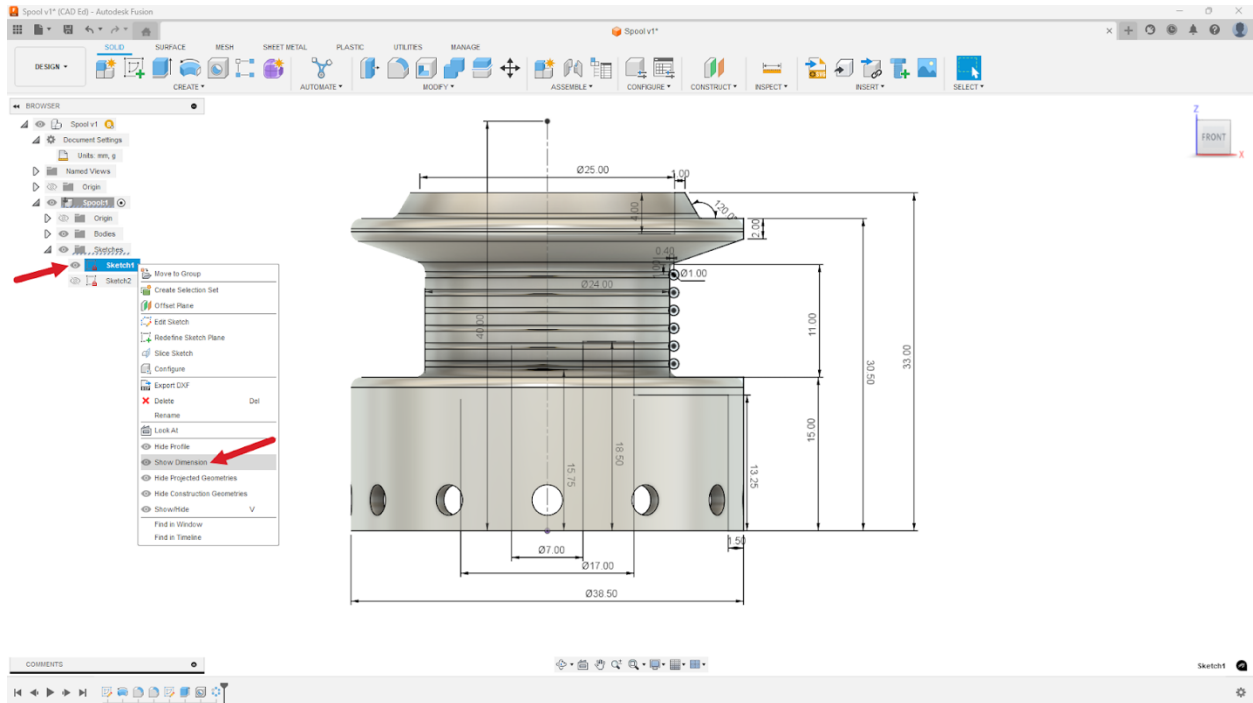 Spool v1* (CAD Ed) - Autodesk Fusion
Spool v1*
SOLID SURFACE MESH SHEET METAL PLASTIC UTILITIES MANAGE
DESIGN
CREATE AUTOMATE MODIFY ASSEMBLE CONFIGURE CONSTRUCT INSPECT INSERT SELECT
BROWSER
Spool v1
Document Settings
Units: mm, g
Named Views
Origin
Spool:1
Origin
Bodies
Sketches
Sketch1
Sketch2
Move to Group
Create Selection Set
Offset Plane
Edit Sketch
Redefine Sketch Plane
Slice Sketch
Configure
Export DXF
Delete Del
Rename
Look At
Hide Profile
Show Dimension
Hide Projected Geometries
Hide Construction Geometries
Show/Hide V
Find in Window
Find in Timeline
Z
FRONT
X
Ø25.00
1.00
4.00
120.0°
2.00
0.40
Ø1.00
Ø24.00
40.00
11.00
30.50
33.00
15.00
18.50
15.75
13.25
1.50
Ø7.00
Ø17.00
Ø38.50
COMMENTS
Sketch1